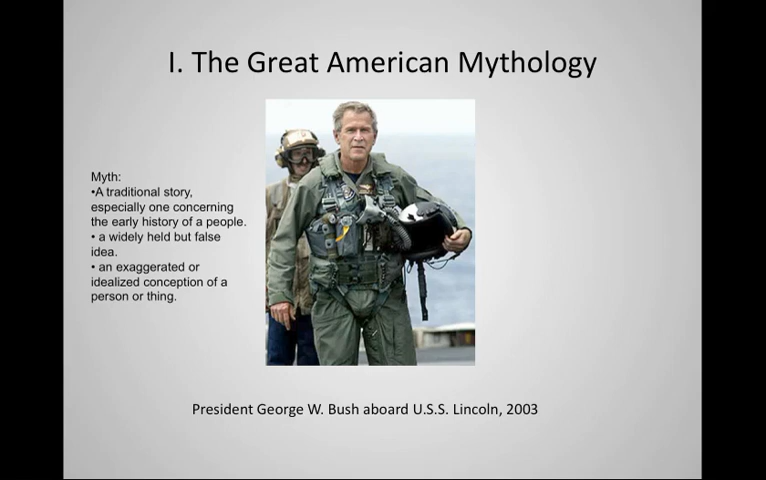 I. The Great American Mythology
Myth:
•A traditional story,
especially one concerning
the early history of a people.
• a widely held but false
idea.
• an exaggerated or
idealized conception of a
person or thing.
President George W. Bush aboard U.S.S. Lincoln, 2003